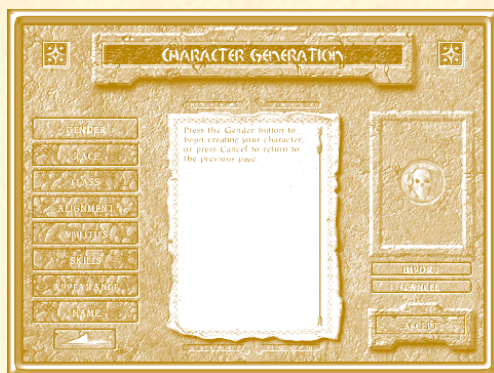 CHARACTER GENERATION
GENDER
RACE
CLASS
ALIGNMENT
ABILITIES
SKILLS
APPEARANCE
NAME
Press the Gender button to
begin creating your character,
or press Cancel to return to
the previous page.
IMPORT
CANCEL
ACCEPT